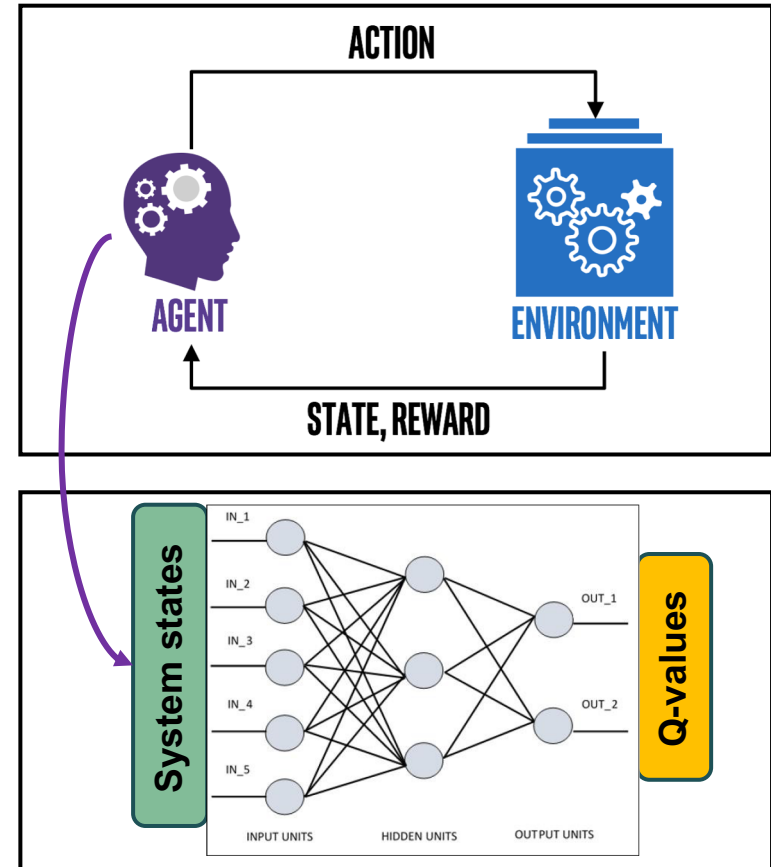 ACTION
AGENT
ENVIRONMENT
STATE, REWARD
System states
IN_1
IN_2
IN_3
IN_4
IN_5
OUT_1
OUT_2
Q-values
INPUT UNITS
HIDDEN UNITS
OUTPUT UNITS